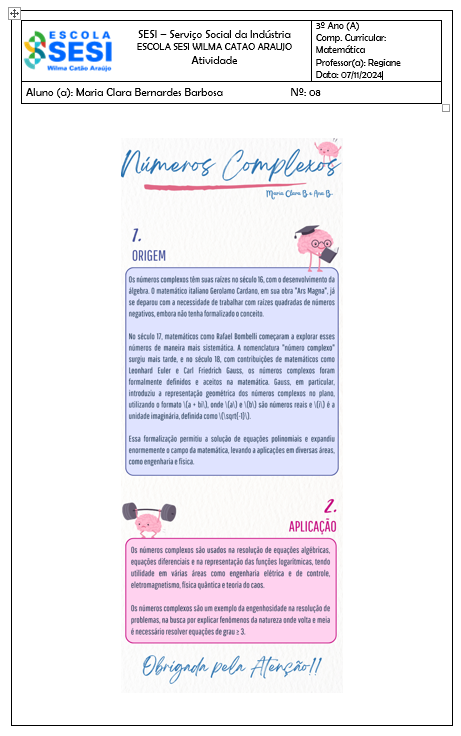 ESCOLA
SESI
Wilma Catão Araújo
SESI – Serviço Social da Indústria
ESCOLA SESI WILMA CATAO ARAUJO
Atividade
3º Ano (A)
Comp. Curricular:
Matemática
Professor(a): Regiane
Data: 07/11/2024
Aluno (a): Maria Clara Bernardes Barbosa Nº: 08
Números Complexos
Maria Clara B. e Ana B.
1.
ORIGEM
Os números complexos têm suas raízes no século 16, com o desenvolvimento da
álgebra. O matemático italiano Gerolamo Cardano, em sua obra "Ars Magna", já
se deparou com a necessidade de trabalhar com raízes quadradas de números
negativos, embora não tenha formalizado o conceito.
No século 17, matemáticos como Rafael Bombelli começaram a explorar esses
números de maneira mais sistemática. A nomenclatura "número complexo"
surgiu mais tarde, e no século 18, com contribuições de matemáticos como
Leonhard Euler e Carl Friedrich Gauss, os números complexos foram
formalmente definidos e aceitos na matemática. Gauss, em particular,
introduziu a representação geométrica dos números complexos no plano,
utilizando o formato \(a + bi\), onde \(a\) e \(b\) são números reais e \(i\) é a
unidade imaginária, definida como \(\sqrt{-1}\).
Essa formalização permitiu a solução de equações polinomiais e expandiu
enormemente o campo da matemática, levando a aplicações em diversas áreas,
como engenharia e física.
2.
APLICAÇÃO
Os números complexos são usados na resolução de equações algébricas,
equações diferenciais e na representação das funções logarítmicas, tendo
utilidade em várias áreas como engenharia elétrica e de controle,
eletromagnetismo, física quântica e teoria do caos.
Os números complexos são um exemplo da engenhosidade na resolução de
problemas, na busca por explicar fenômenos da natureza onde volta e meia
é necessário resolver equações de grau ≥ 3.
Obrigada pela Atenção!!